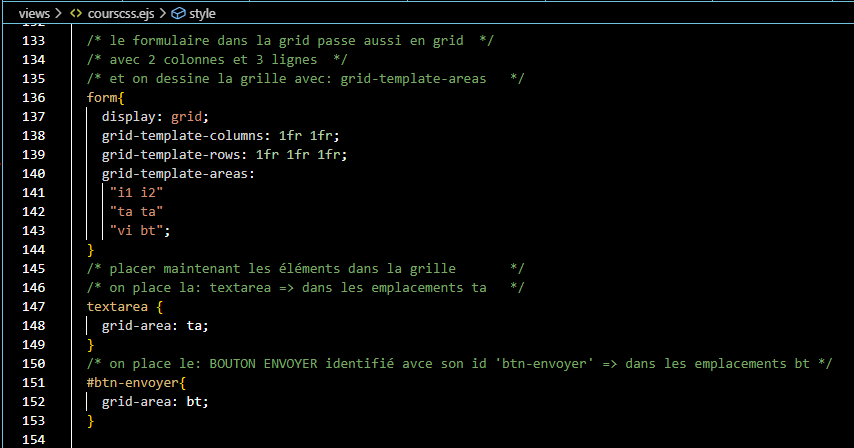 views > courscss.ejs > style
133 /* le formulaire dans la grid passe aussi en grid */
134 /* avec 2 colonnes et 3 lignes */
135 /* et on dessine la grille avec: grid-template-areas */
136 form{
137 display: grid;
138 grid-template-columns: 1fr 1fr;
139 grid-template-rows: 1fr 1fr 1fr;
140 grid-template-areas:
141 "i1 i2"
142 "ta ta"
143 "vi bt";
144 }
145 /* placer maintenant les éléments dans la grille */
146 /* on place la: textarea => dans les emplacements ta */
147 textarea {
148 grid-area: ta;
149 }
150 /* on place le: BOUTON ENVOYER identifié avce son id 'btn-envoyer' => dans les emplacements bt */
151 #btn-envoyer{
152 grid-area: bt;
153 }
154